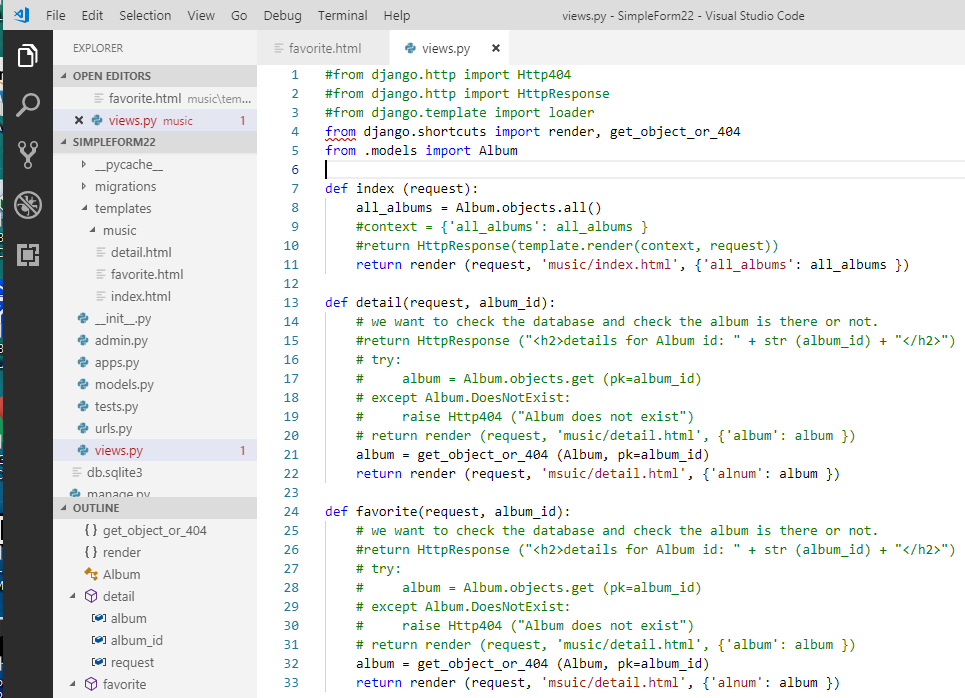 File Edit Selection View Go Debug Terminal Help views.py - SimpleForm22 - Visual Studio Code
EXPLORER
OPEN EDITORS
favorite.html music\tem...
views.py music 1
SIMPLEFORM22
__pycache__
migrations
templates
music
detail.html
favorite.html
index.html
__init__.py
admin.py
apps.py
models.py
tests.py
urls.py
views.py 1
db.sqlite3
manage.py
OUTLINE
{ } get_object_or_404
{ } render
Album
detail
album
album_id
request
favorite
favorite.html views.py
1 #from django.http import Http404
2 #from django.http import HttpResponse
3 #from django.template import loader
4 from django.shortcuts import render, get_object_or_404
5 from .models import Album
6
7 def index (request):
8     all_albums = Album.objects.all()
9     #context = {'all_albums': all_albums }
10     #return HttpResponse(template.render(context, request))
11     return render (request, 'music/index.html', {'all_albums': all_albums })
12
13 def detail(request, album_id):
14     # we want to check the database and check the album is there or not.
15     #return HttpResponse ("<h2>details for Album id: " + str (album_id) + "</h2>")
16     # try:
17     #     album = Album.objects.get (pk=album_id)
18     # except Album.DoesNotExist:
19     #     raise Http404 ("Album does not exist")
20     # return render (request, 'music/detail.html', {'album': album })
21     album = get_object_or_404 (Album, pk=album_id)
22     return render (request, 'msuic/detail.html', {'alnum': album })
23
24 def favorite(request, album_id):
25     # we want to check the database and check the album is there or not.
26     #return HttpResponse ("<h2>details for Album id: " + str (album_id) + "</h2>")
27     # try:
28     #     album = Album.objects.get (pk=album_id)
29     # except Album.DoesNotExist:
30     #     raise Http404 ("Album does not exist")
31     # return render (request, 'music/detail.html', {'album': album })
32     album = get_object_or_404 (Album, pk=album_id)
33     return render (request, 'msuic/detail.html', {'alnum': album })